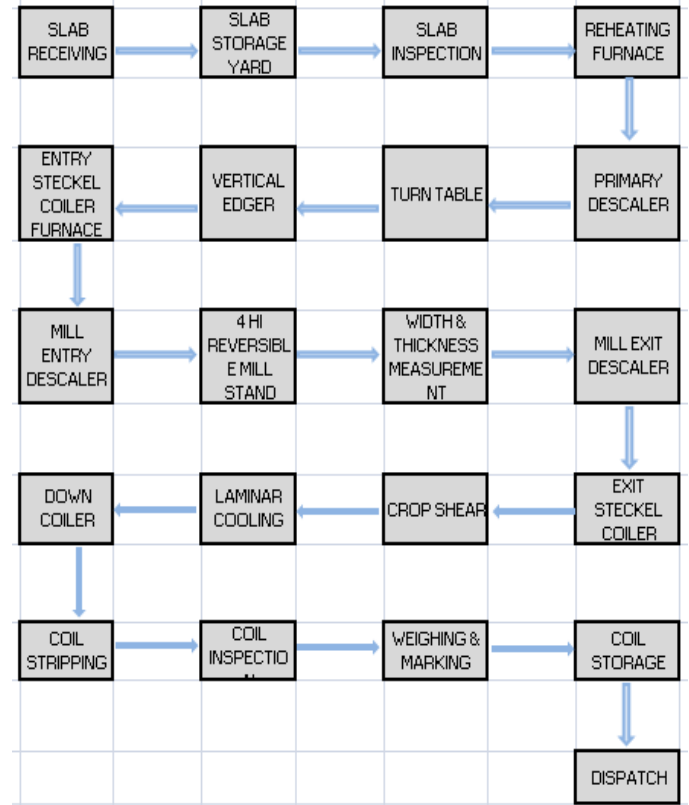 SLAB
RECEIVING
SLAB
STORAGE
YARD
SLAB
INSPECTION
REHEATING
FURNACE
ENTRY
STECKEL
COILER
FURNACE
VERTICAL
EDGER
TURN TABLE
PRIMARY
DESCALER
MILL
ENTRY
DESCALER
4 HI
REVERSIBL
E MILL
STAND
WIDTH &
THICKNESS
MEASUREME
NT
MILL EXIT
DESCALER
DOWN
COILER
LAMINAR
COOLING
CROP SHEAR
EXIT
STECKEL
COILER
COIL
STRIPPING
COIL
INSPECTIO
WEIGHING &
MARKING
COIL
STORAGE
DISPATCH